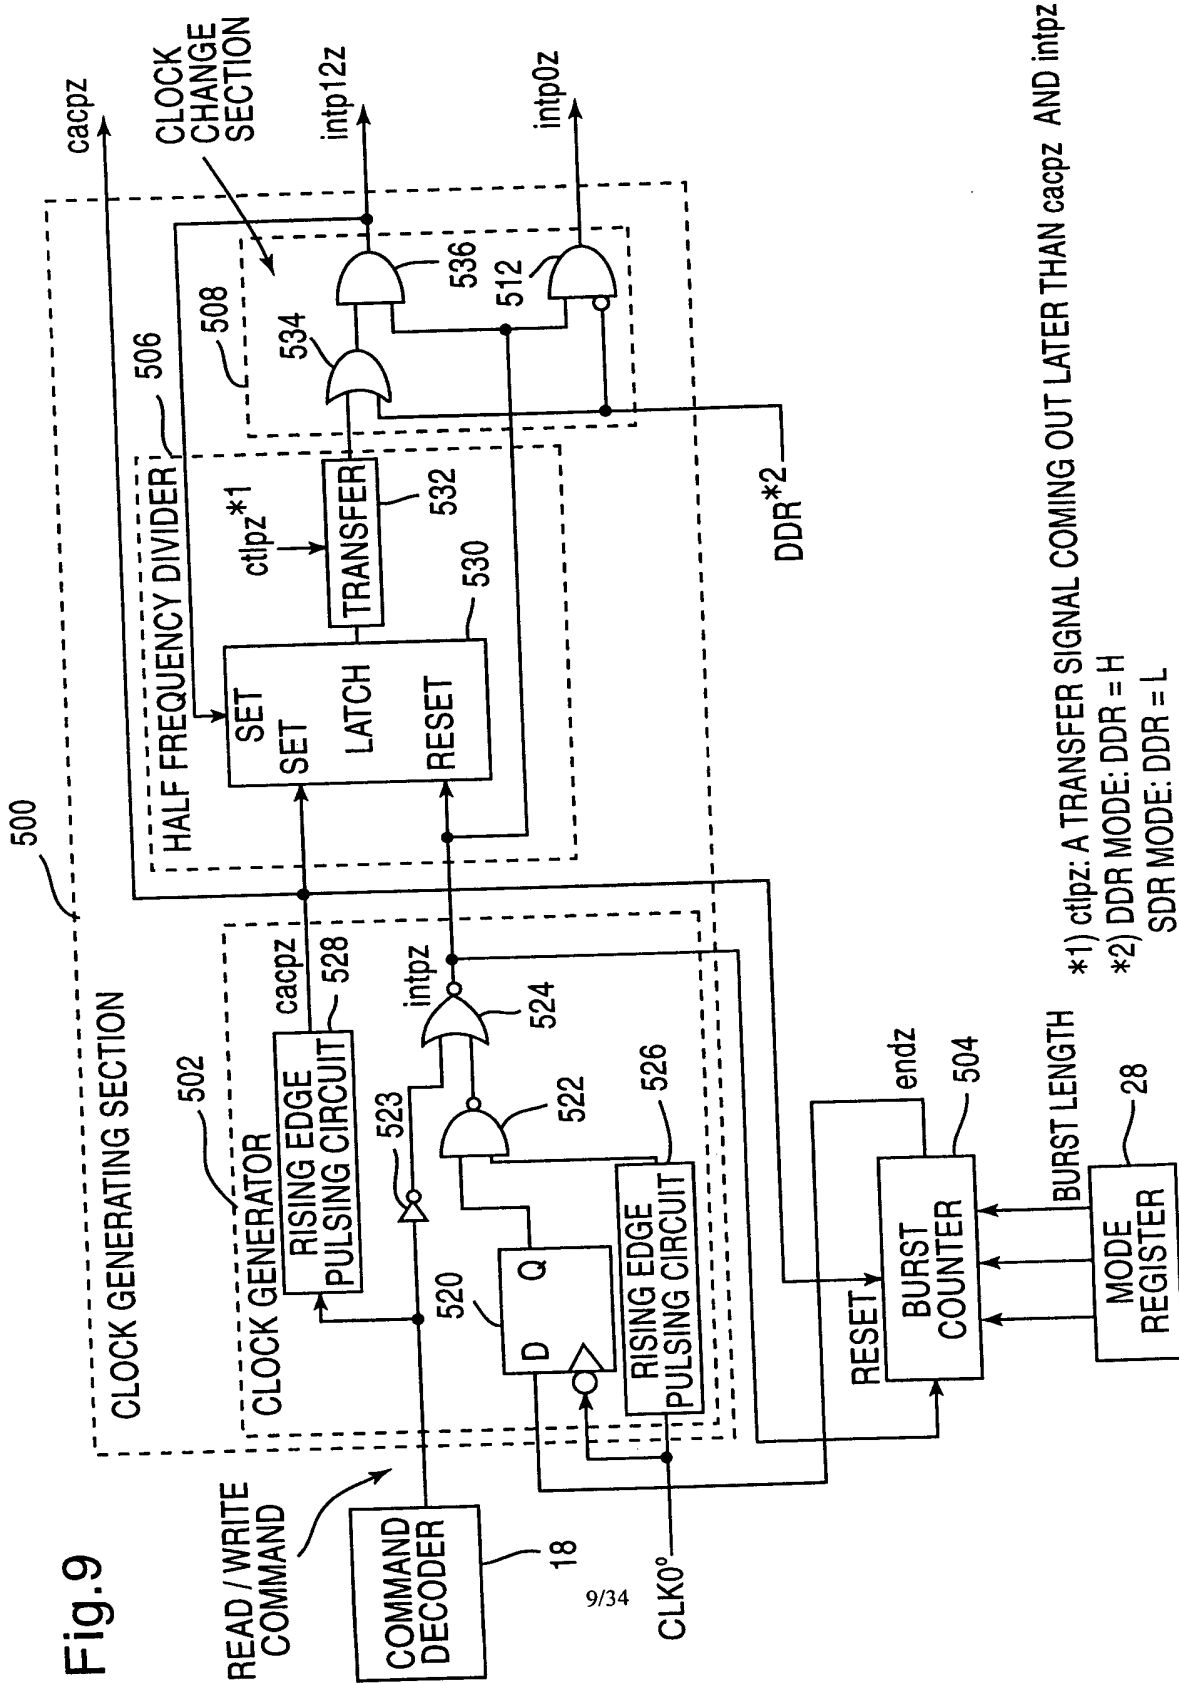 Fig.9
500
CLOCK GENERATING SECTION
cacpz
READ / WRITE
COMMAND
COMMAND
DECODER
18
502
CLOCK GENERATOR
RISING EDGE
PULSING CIRCUIT
528
cacpz
523
intpz
524
522
520
D
Q
RISING EDGE
PULSING CIRCUIT
526
CLK0°
HALF FREQUENCY DIVIDER
506
SET
SET
LATCH
RESET
530
ctlpz*1
TRANSFER
532
508
534
536
512
CLOCK
CHANGE
SECTION
intp12z
intp0z
DDR*2
RESET
BURST
COUNTER
endz
504
BURST LENGTH
MODE
REGISTER
28
*1) ctlpz: A TRANSFER SIGNAL COMING OUT LATER THAN cacpz AND intpz
*2) DDR MODE: DDR = H
SDR MODE: DDR = L
9/34